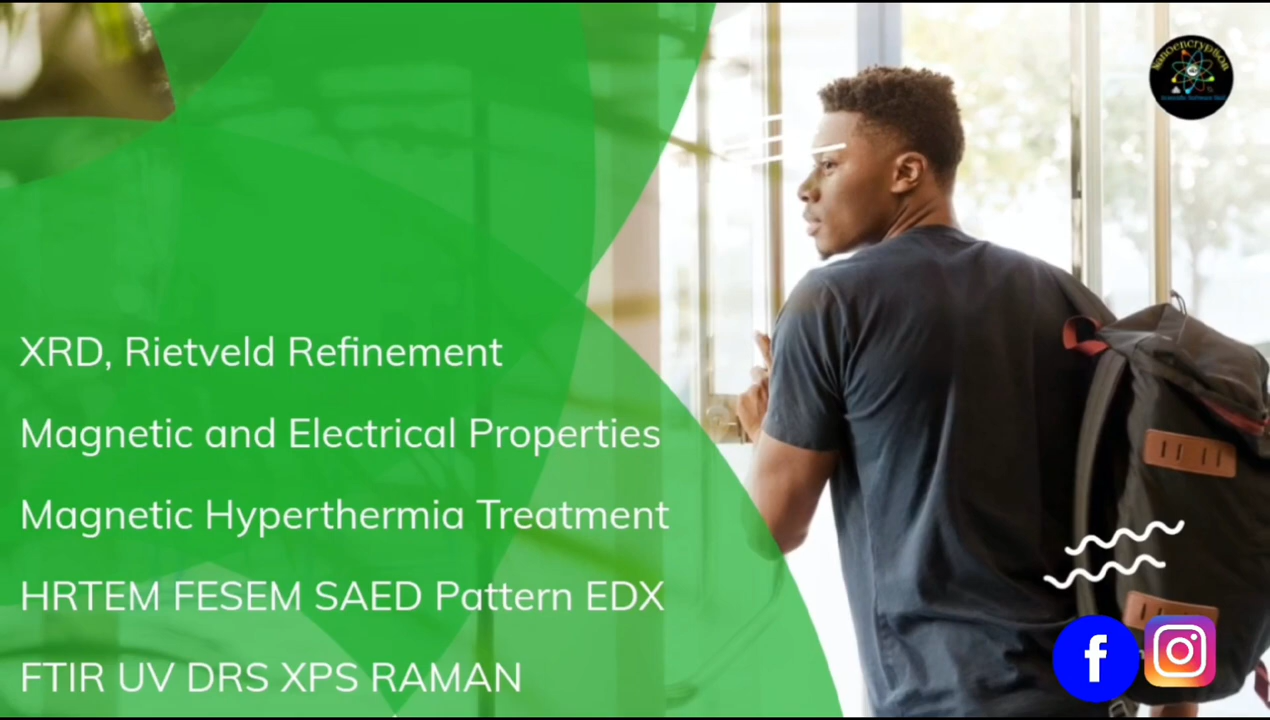 Nanoencryption
XRD, Rietveld Refinement
Magnetic and Electrical Properties
Magnetic Hyperthermia Treatment
HRTEM FESEM SAED Pattern EDX
FTIR UV DRS XPS RAMAN